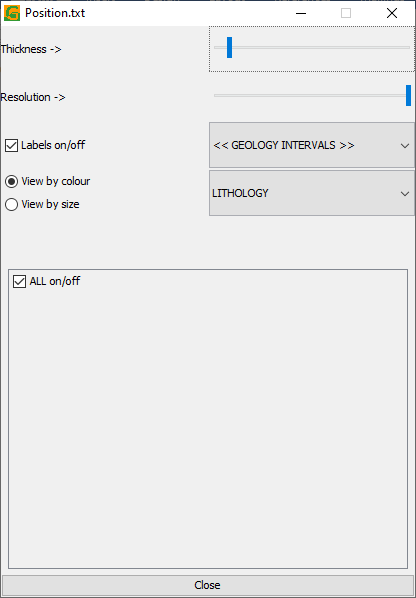 Position.txt
Thickness ->
Resolution ->
Labels on/off
<< GEOLOGY INTERVALS >>
View by colour
LITHOLOGY
View by size
ALL on/off
Close